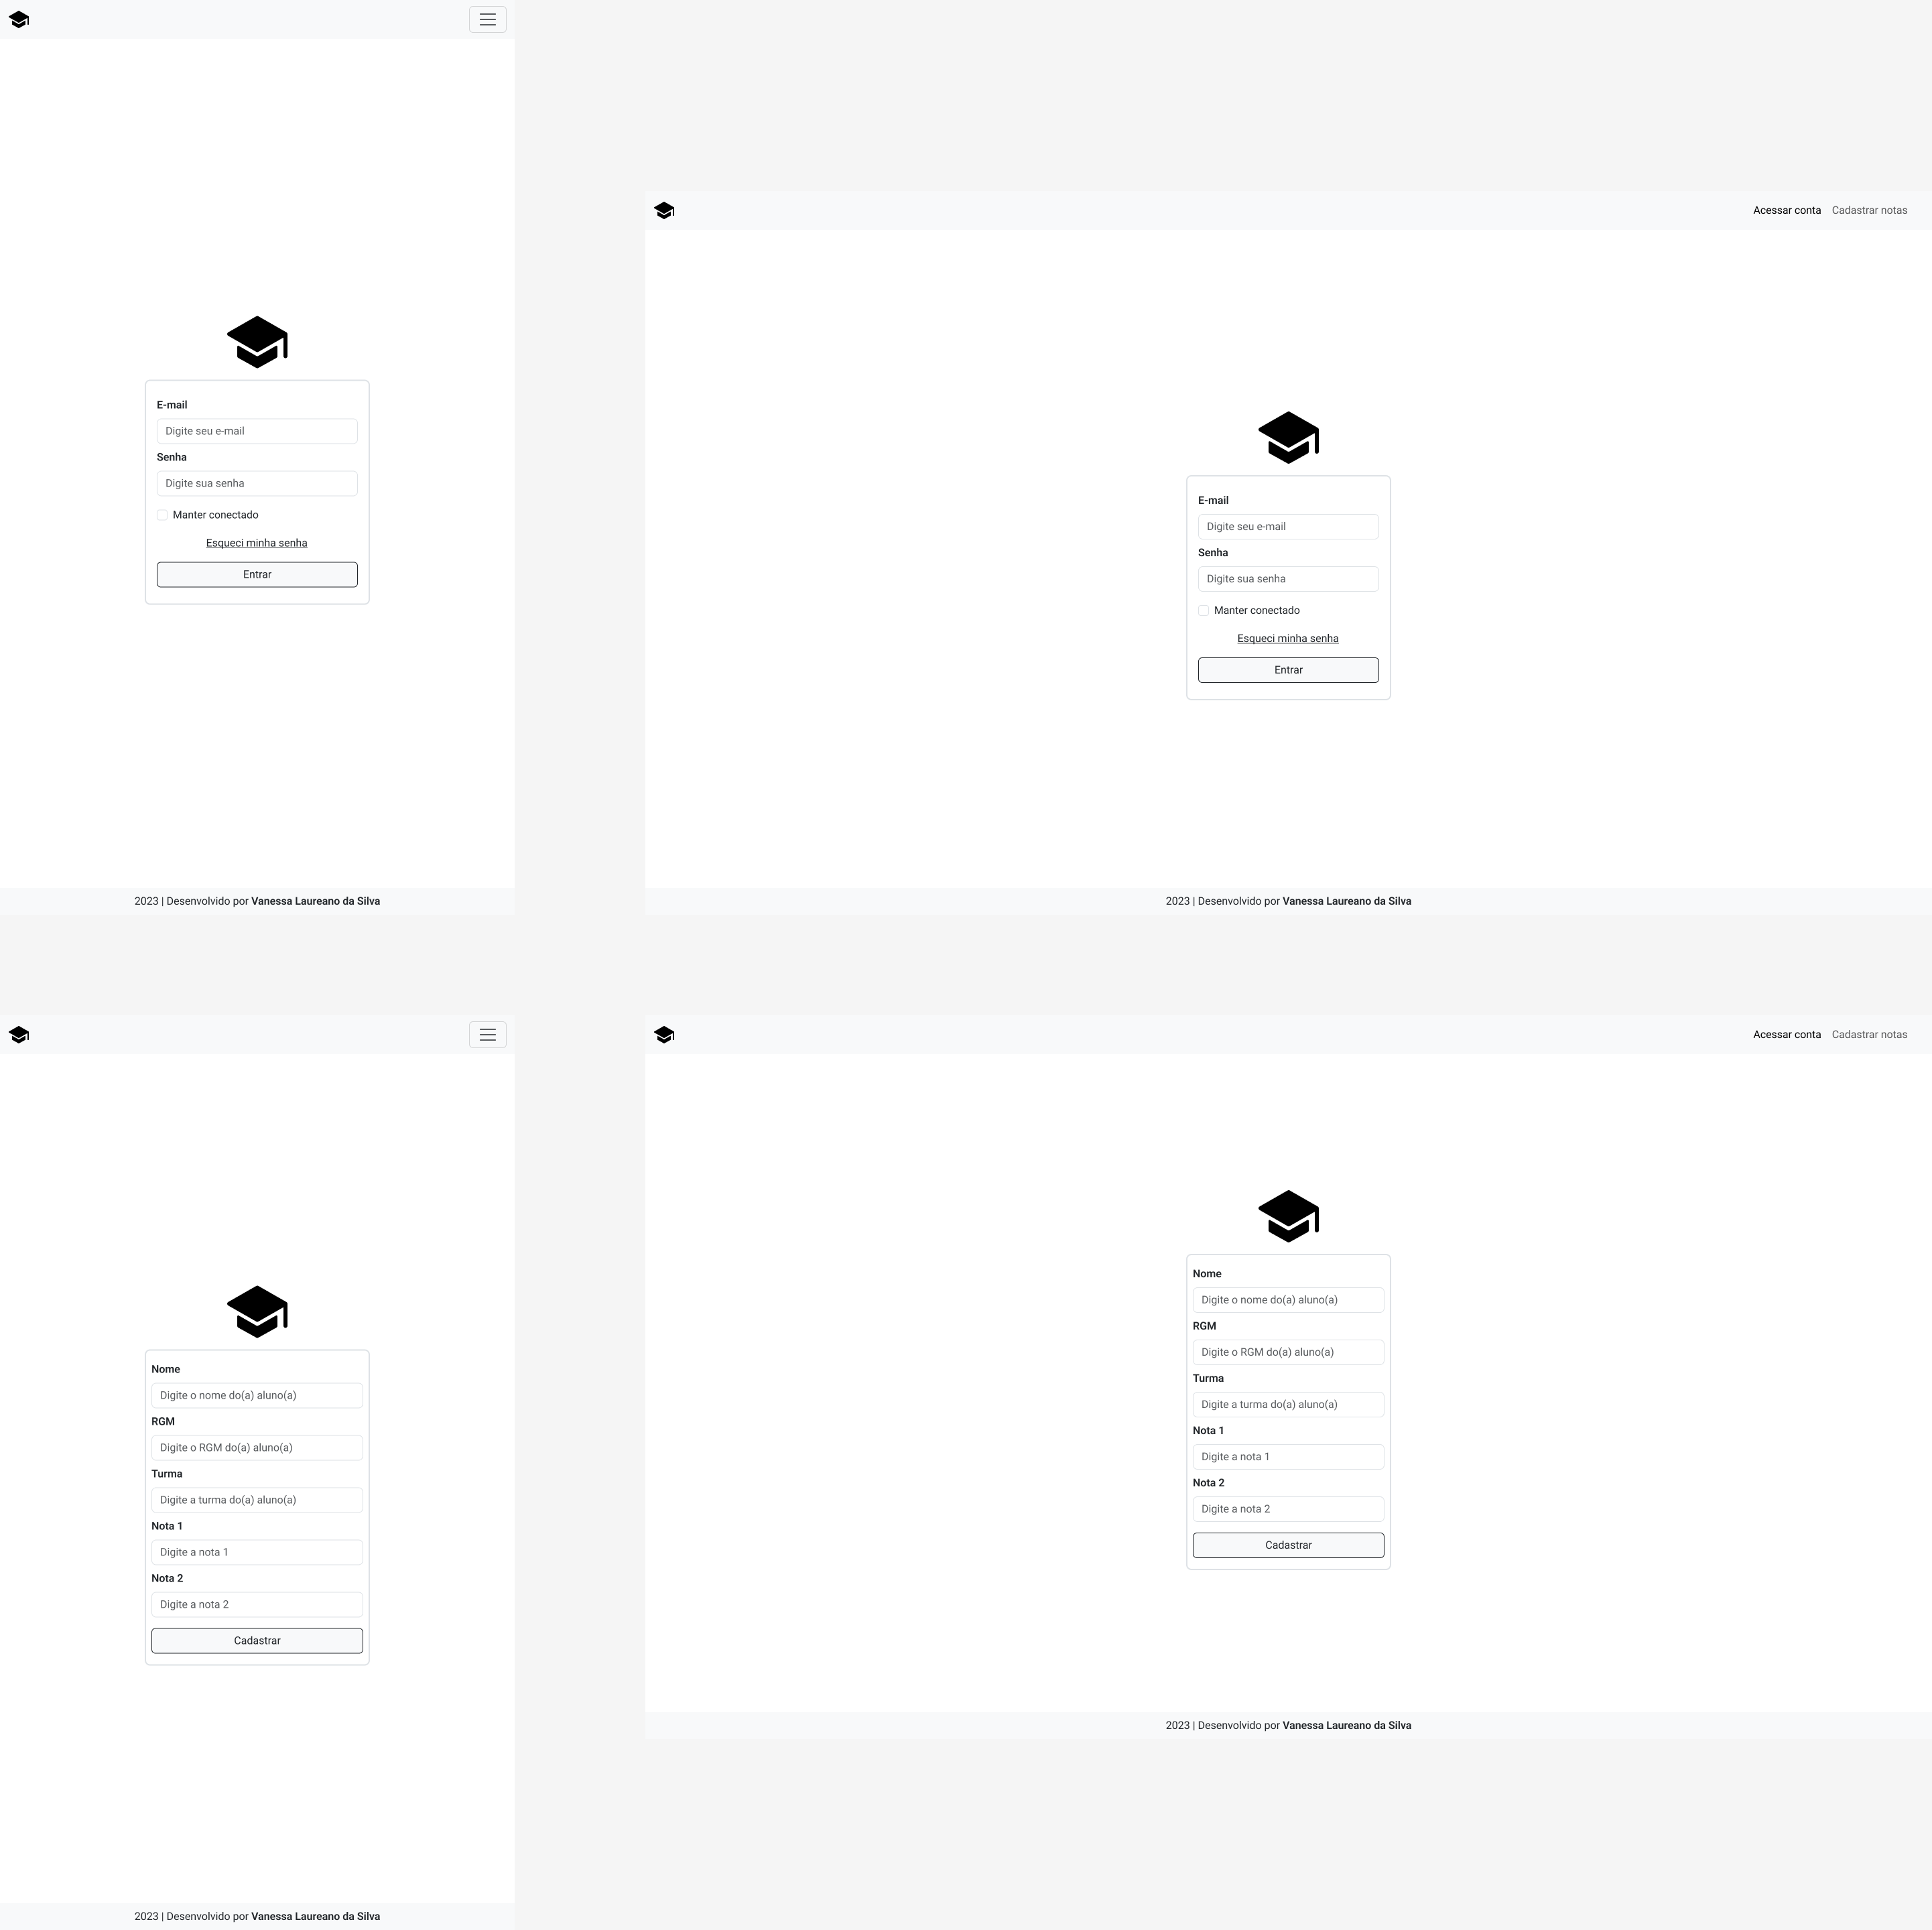 E-mail
Digite seu e-mail
Senha
Digite sua senha
Manter conectado
Esqueci minha senha
Entrar
2023 | Desenvolvido por Vanessa Laureano da Silva
Acessar conta Cadastrar notas
E-mail
Digite seu e-mail
Senha
Digite sua senha
Manter conectado
Esqueci minha senha
Entrar
2023 | Desenvolvido por Vanessa Laureano da Silva
Nome
Digite o nome do(a) aluno(a)
RGM
Digite o RGM do(a) aluno(a)
Turma
Digite a turma do(a) aluno(a)
Nota 1
Digite a nota 1
Nota 2
Digite a nota 2
Cadastrar
2023 | Desenvolvido por Vanessa Laureano da Silva
Acessar conta Cadastrar notas
Nome
Digite o nome do(a) aluno(a)
RGM
Digite o RGM do(a) aluno(a)
Turma
Digite a turma do(a) aluno(a)
Nota 1
Digite a nota 1
Nota 2
Digite a nota 2
Cadastrar
2023 | Desenvolvido por Vanessa Laureano da Silva